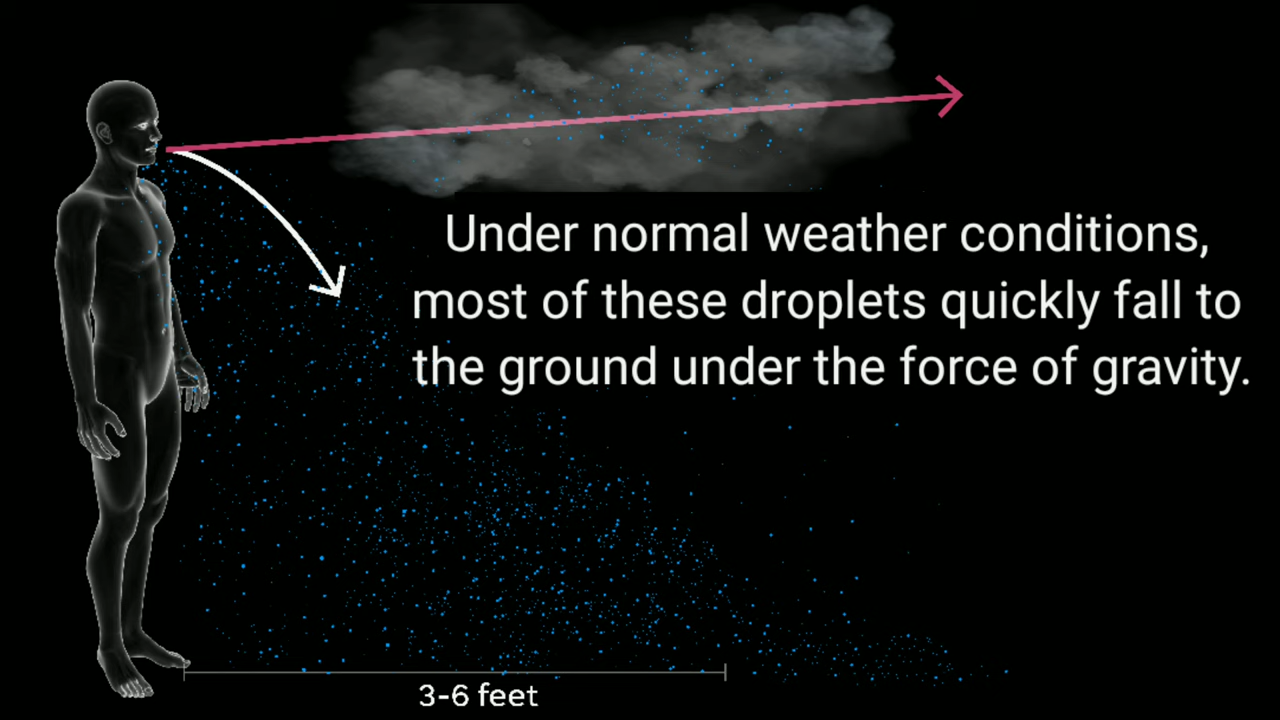 Under normal weather conditions,
most of these droplets quickly fall to
the ground under the force of gravity.
3-6 feet